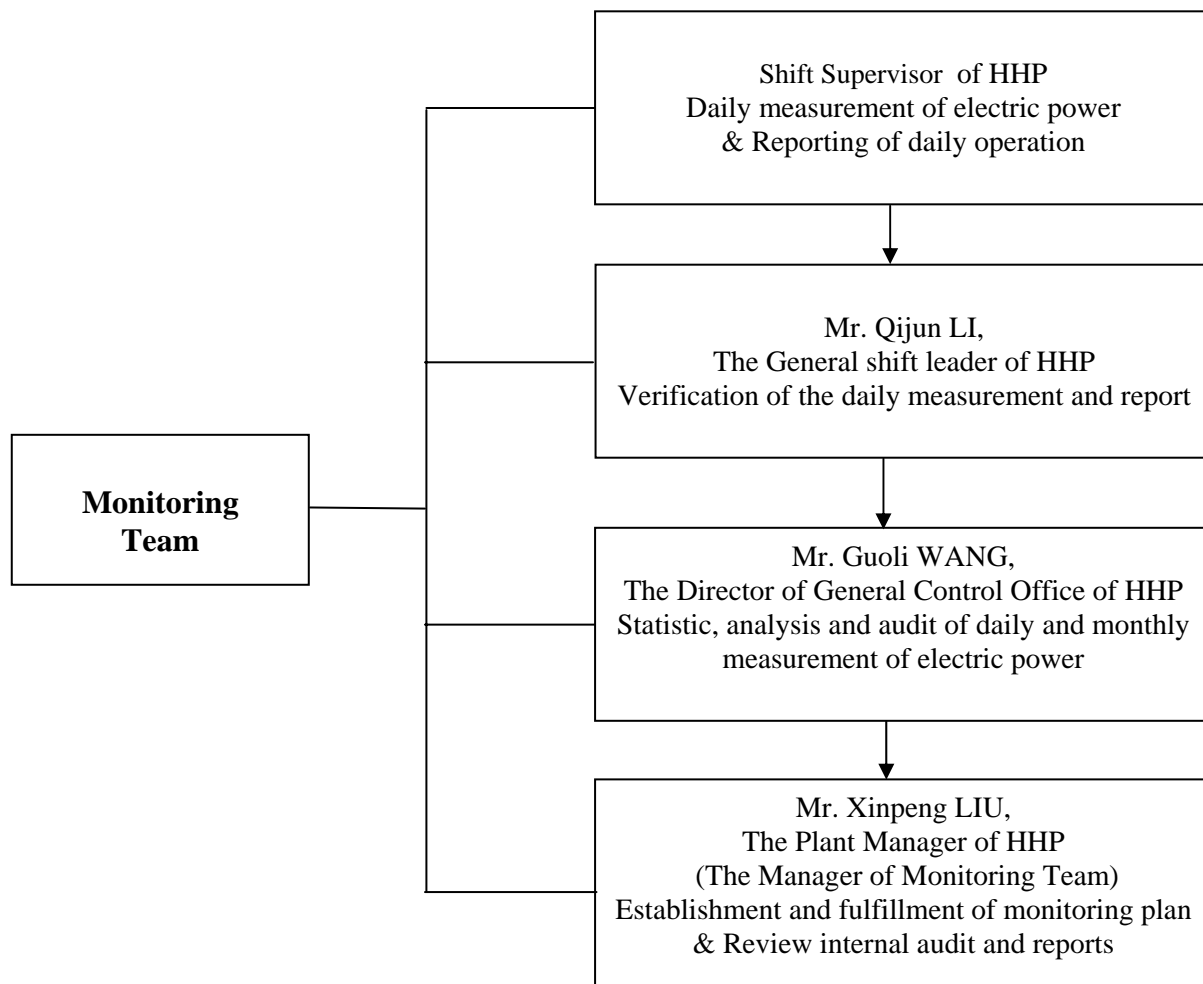 Shift Supervisor of HHP
Daily measurement of electric power
& Reporting of daily operation
Mr. Qijun LI,
The General shift leader of HHP
Verification of the daily measurement and report
Monitoring
Team
Mr. Guoli WANG,
The Director of General Control Office of HHP
Statistic, analysis and audit of daily and monthly
measurement of electric power
Mr. Xinpeng LIU,
The Plant Manager of HHP
(The Manager of Monitoring Team)
Establishment and fulfillment of monitoring plan
& Review internal audit and reports